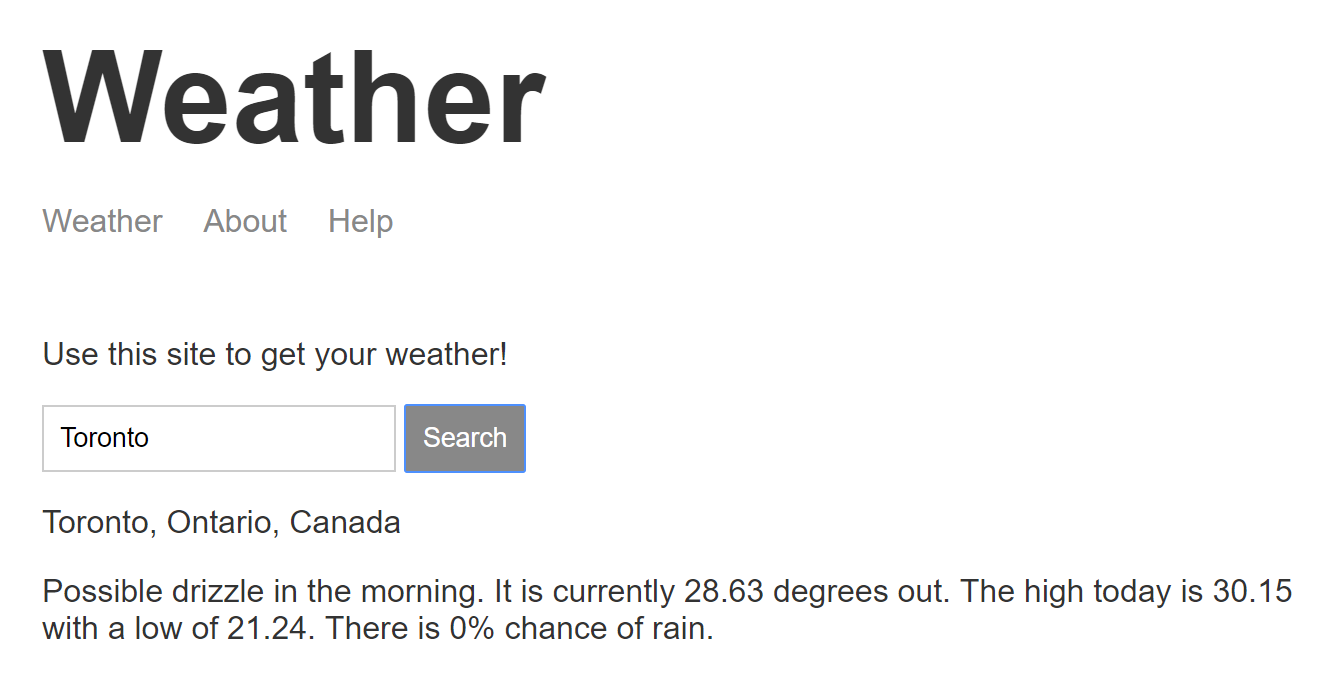 Weather
Weather About Help
Use this site to get your weather!
Toronto Search
Toronto, Ontario, Canada
Possible drizzle in the morning. It is currently 28.63 degrees out. The high today is 30.15
with a low of 21.24. There is 0% chance of rain.